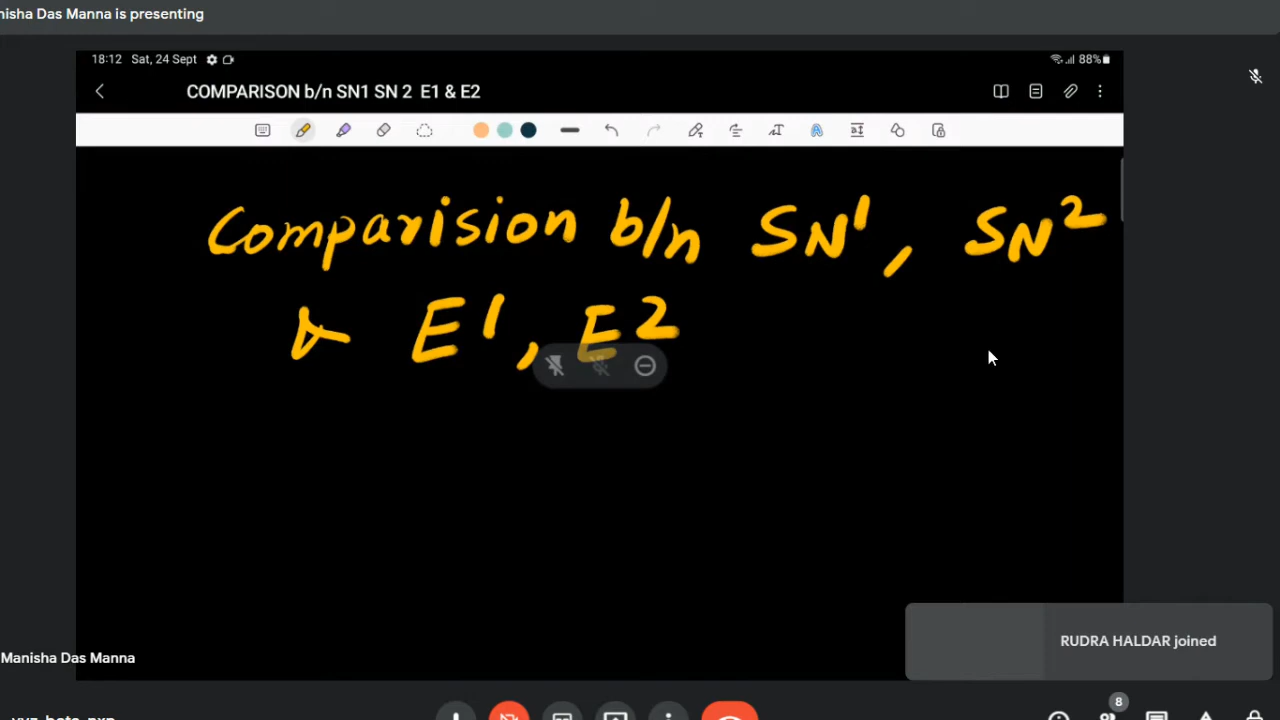 nisha Das Manna is presenting
18:12 Sat, 24 Sept 88%
COMPARISON b/n SN1 SN 2 E1 & E2
Comparision b/n SN1, SN2
& E1, E2
RUDRA HALDAR joined
Manisha Das Manna
8